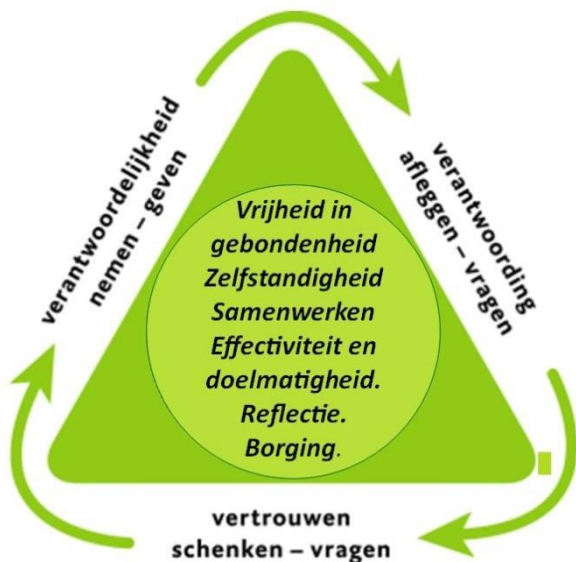 verantwoordelijkheid
nemen – geven
verantwoording
afleggen – vragen
Vrijheid in
gebondenheid
Zelfstandigheid
Samenwerken
Effectiviteit en
doelmatigheid.
Reflectie.
Borging.
vertrouwen
schenken – vragen